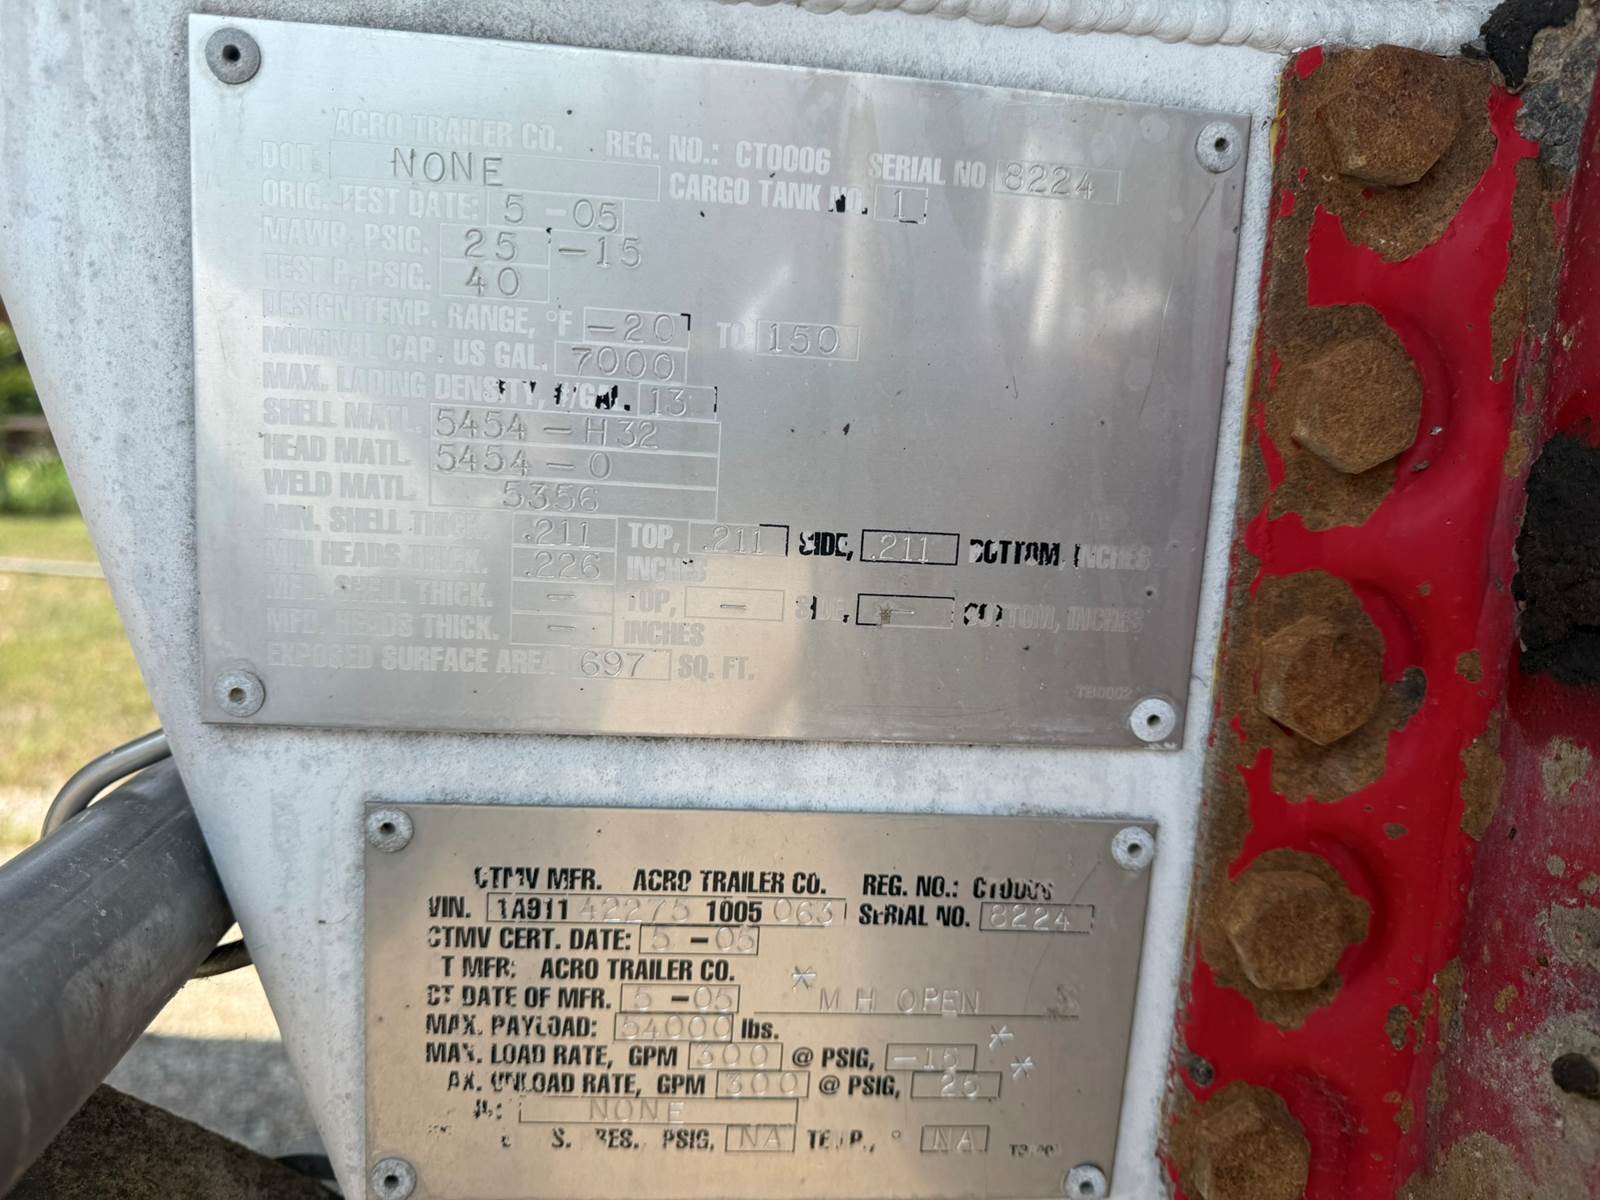 ACRO TRAILER CO. REG. NO.: CT0006 SERIAL NO 8224
DOT. NONE CARGO TANK NO. 1
ORIG. TEST DATE: 5 -05
MAWP, PSIG. 25 -15
TEST P, PSIG. 40
DESIGN TEMP. RANGE, °F -20 TO 150
NOMINAL CAP. US GAL. 7000
MAX. LADING DENSITY, #/GAL. 13
SHELL MATL. 5454-H32
HEAD MATL. 5454-0
WELD MATL. 5356
MIN. SHELL THICK. .211 TOP, .211 SIDE, .211 BOTTOM, INCHES
MIN HEADS THICK. .226 INCHES
MFD. SHELL THICK. - TOP, - SIDE, - BOTTOM, INCHES
MFD. HEADS THICK. - INCHES
EXPOSED SURFACE AREA 697 SQ. FT.
TB0002
CTMV MFR. ACRO TRAILER CO. REG. NO.: CT0006
VIN. 1A911 42275 1005 063 SERIAL NO. 8224
CTMV CERT. DATE: 5 -05
CT MFR: ACRO TRAILER CO.
CT DATE OF MFR. 5 -05 * M H OPEN
MAX. PAYLOAD: 54000 lbs. *
MAX. LOAD RATE, GPM 300 @ PSIG, -15 *
AX. UNLOAD RATE, GPM 300 @ PSIG, 25
NONE
S. RES. PSIG, NA TEMP., ° NA